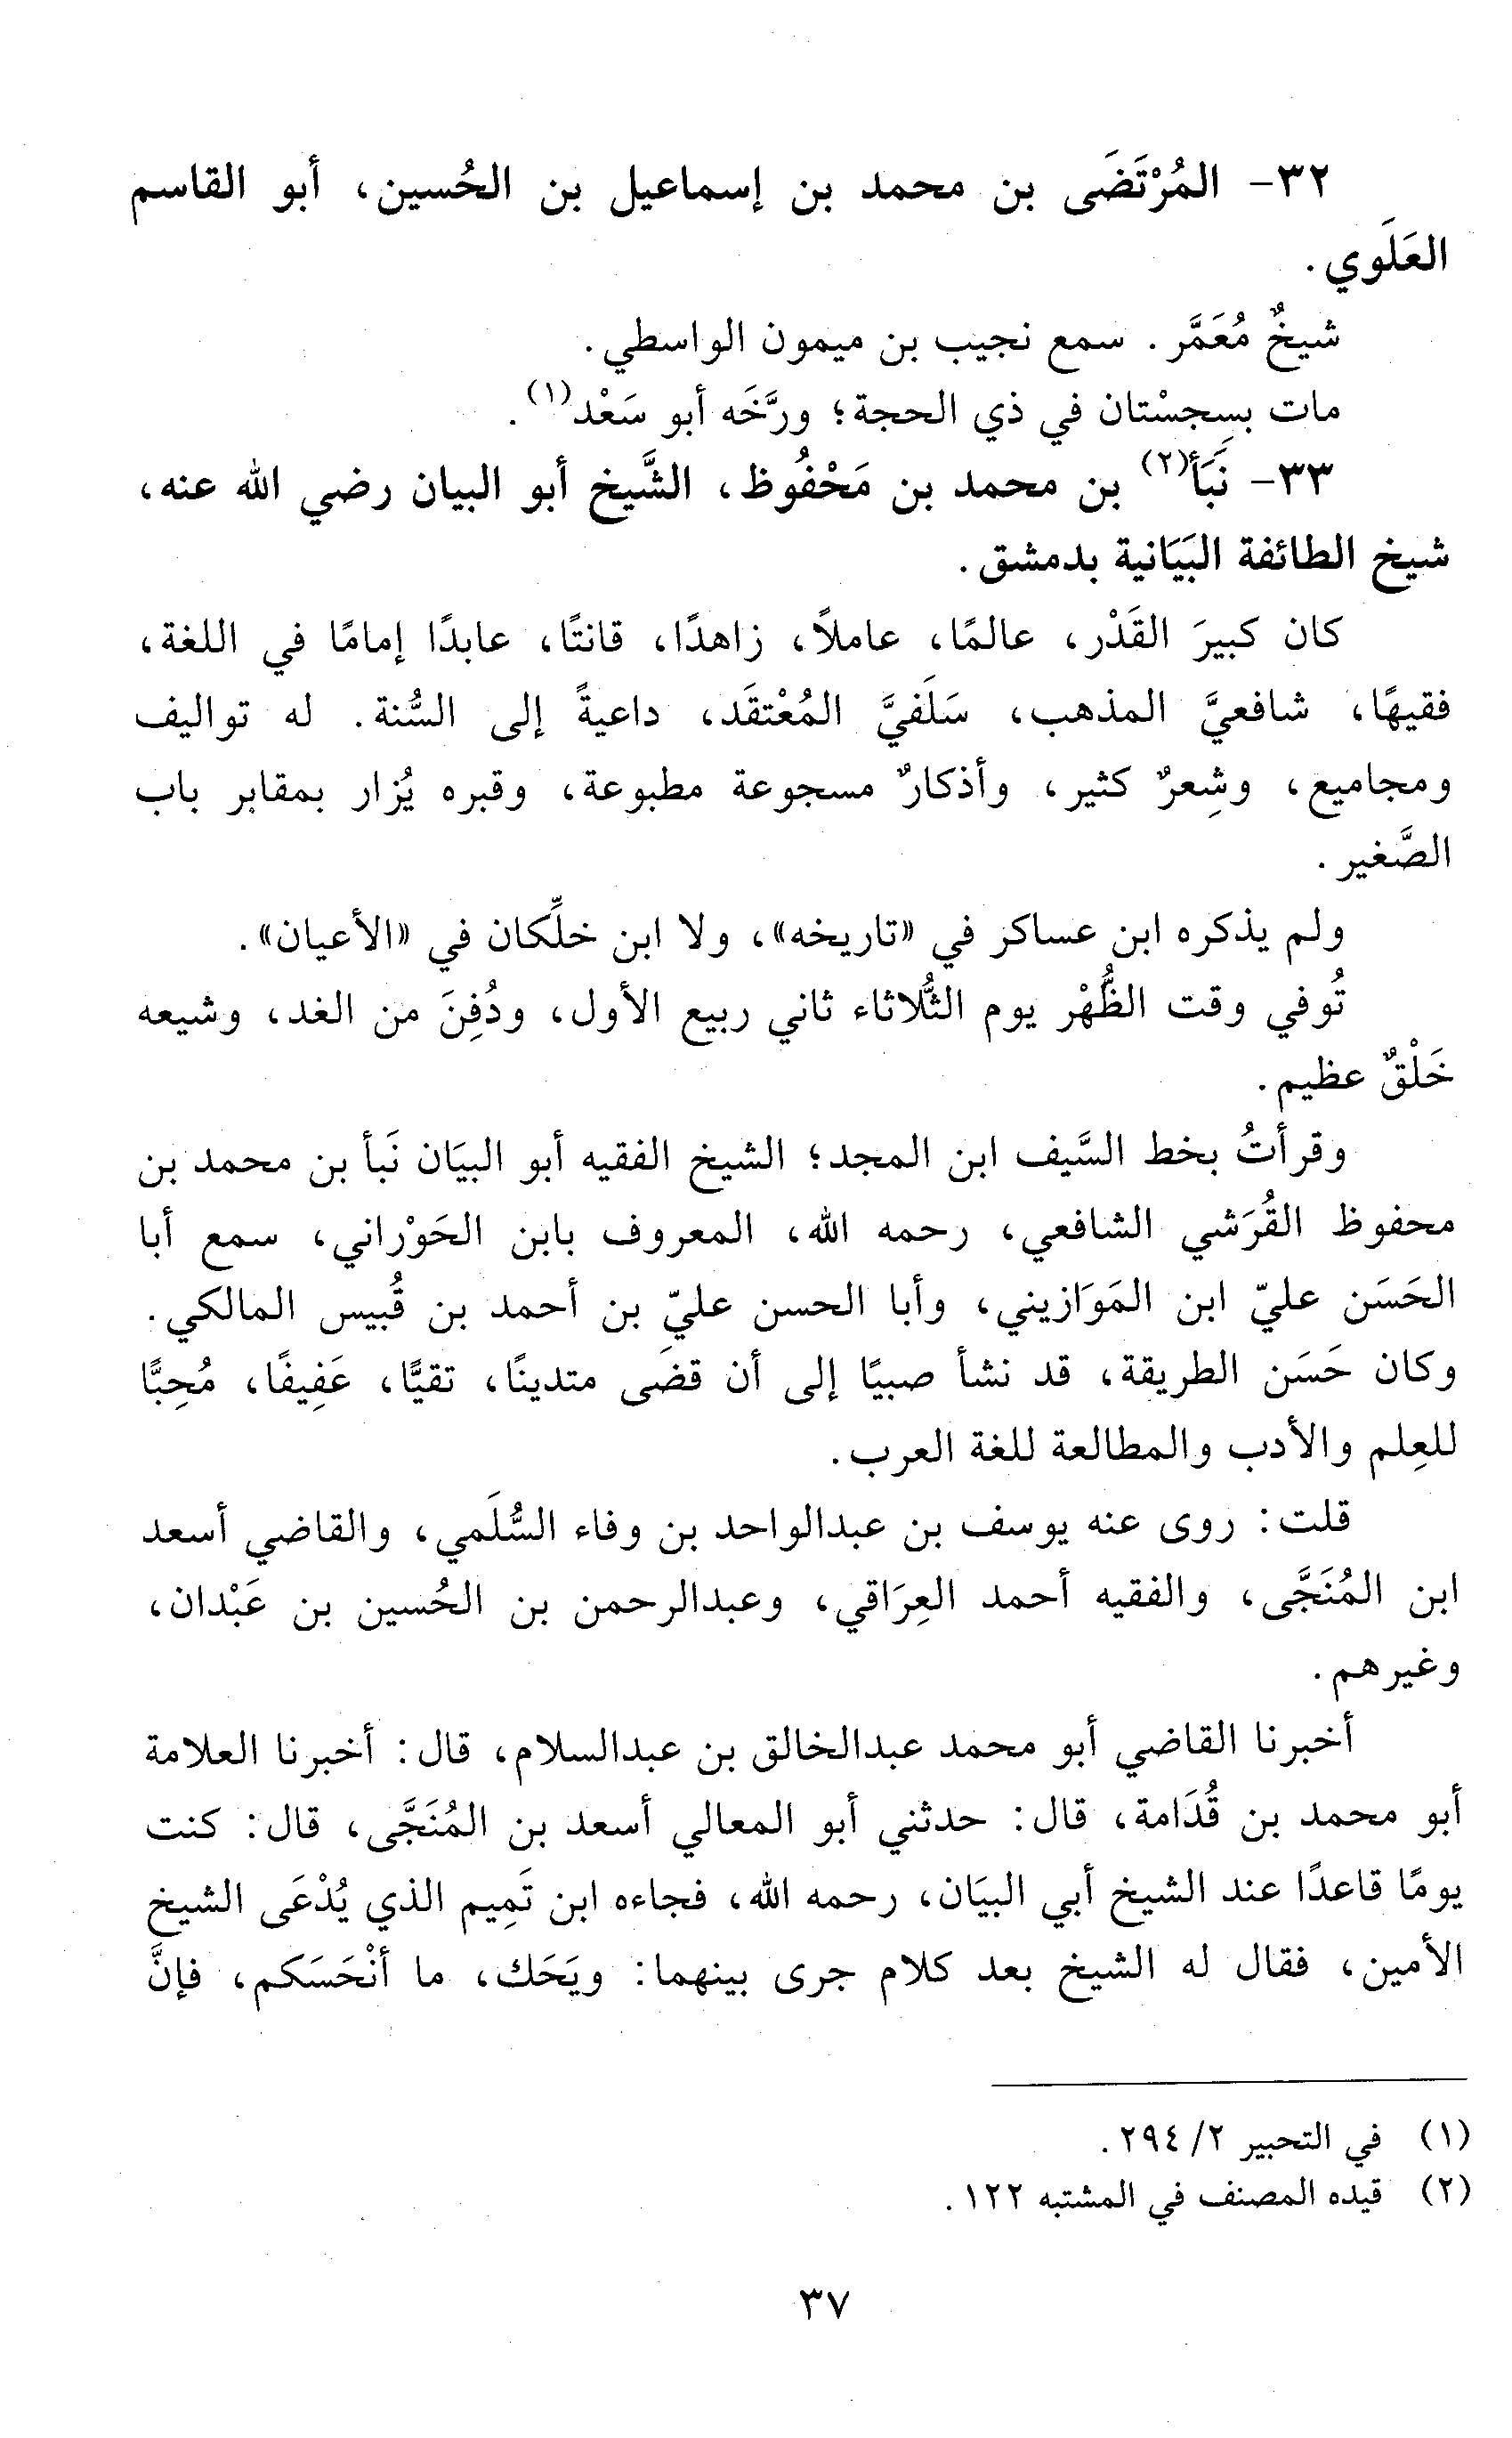 ٣٢- المُرْتَضَى بن محمد بن إسماعيل بن الحُسين، أبو القاسم
العَلَوي.
شيخٌ مُعَمَّر. سمع نجيب بن ميمون الواسطي.
مات بسِجسْتان في ذي الحجة؛ ورَّخَه أبو سَعْد(١).
٣٣- نَبَأ(٢) بن محمد بن مَحْفُوظ، الشَّيخ أبو البيان رضي الله عنه،
شيخ الطائفة البَيَانية بدمشق.
كان كبيرَ القَدْر، عالمًا، عاملاً، زاهدًا، قانتًا، عابدًا إمامًا في اللغة،
فقيهًا، شافعيَّ المذهب، سَلَفيَّ المُعْتقَد، داعيةً إلى السُّنة. له تواليف
ومجاميع، وشِعرٌ كثير، وأذكارٌ مسجوعة مطبوعة، وقبره يُزار بمقابر باب
الصَّغير.
ولم يذكره ابن عساكر في «تاريخه»، ولا ابن خلِّكان في «الأعيان».
تُوفي وقت الظُّهْر يوم الثُّلاثاء ثاني ربيع الأول، ودُفِنَ من الغد، وشيعه
خَلْقٌ عظيم.
وقرأتُ بخط السَّيف ابن المجد؛ الشيخ الفقيه أبو البيَان نَبأ بن محمد بن
محفوظ القُرَشي الشافعي، رحمه الله، المعروف بابن الحَوْراني، سمع أبا
الحَسَن عليّ ابن المَوَازيني، وأبا الحسن عليّ بن أحمد بن قُبيس المالكي.
وكان حَسَن الطريقة، قد نشأ صبيًا إلى أن قضَى متدينًا، تقيًّا، عَفِيفًا، مُحِبًّا
للعِلم والأدب والمطالعة للغة العرب.
قلت: روى عنه يوسف بن عبدالواحد بن وفاء السُّلَمي، والقاضي أسعد
ابن المُنَجَّى، والفقيه أحمد العِرَاقي، وعبدالرحمن بن الحُسين بن عَبْدان،
وغيرهم.
أخبرنا القاضي أبو محمد عبدالخالق بن عبدالسلام، قال: أخبرنا العلامة
أبو محمد بن قُدَامة، قال: حدثني أبو المعالي أسعد بن المُنَجَّى، قال: كنت
يومًا قاعدًا عند الشيخ أبي البيَان، رحمه الله، فجاءه ابن تَمِيم الذي يُدْعَى الشيخ
الأمين، فقال له الشيخ بعد كلام جرى بينهما: ويَحَك، ما أنْحَسَكم، فإنَّ
(١) في التحبير ٢/ ٢٩٤.
(٢) قيده المصنف في المشتبه ١٢٢.
٣٧